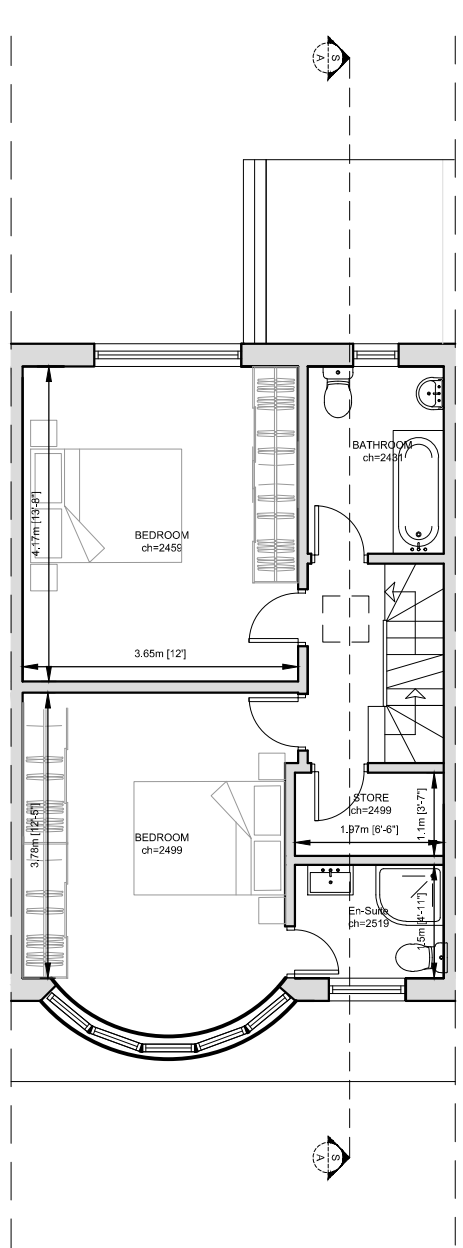 S
A
BATHROOM
ch=2431
4.17m [13'-8"]
BEDROOM
ch=2459
3.65m [12']
STORE
ch=2499
1.97m [6'-6"]
1.1m [3'-7"]
BEDROOM
ch=2499
3.78m [12'-5"]
En-Suite
ch=2519
1.5m [4'-11"]
S
A